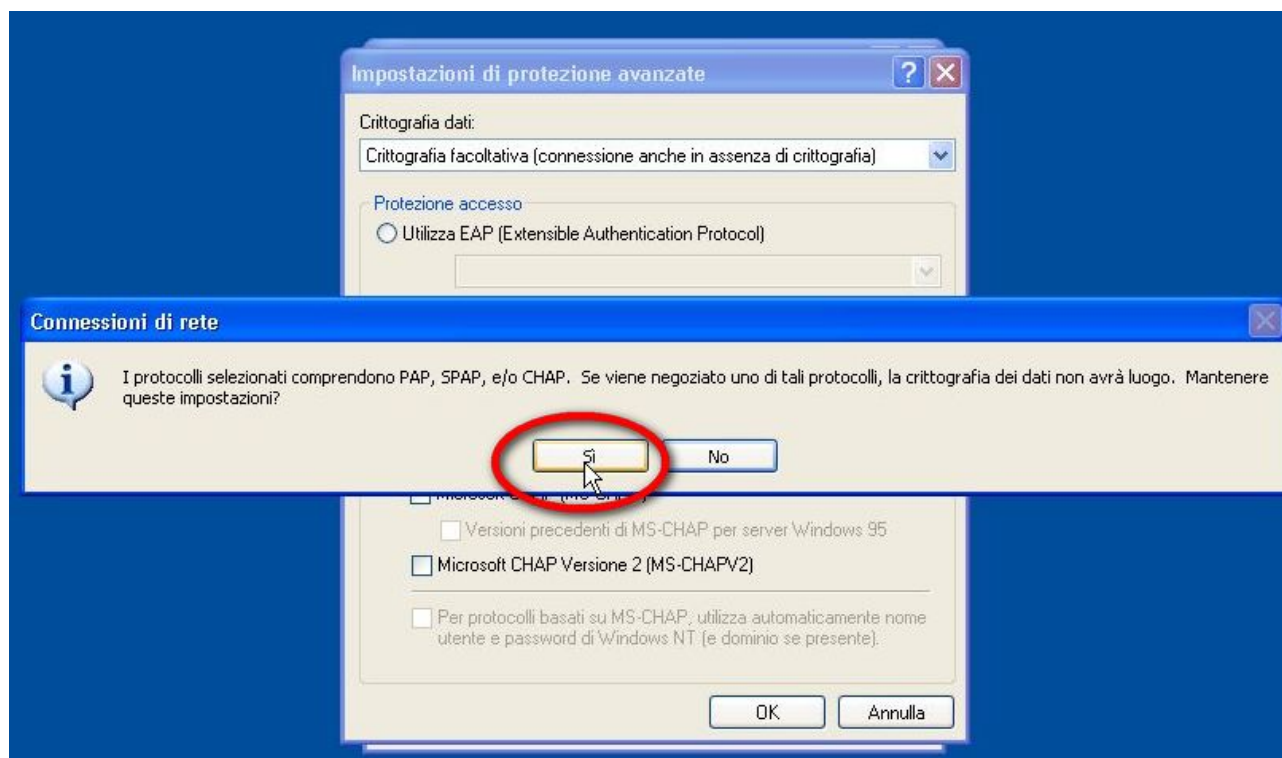 Impostazioni di protezione avanzate
Crittografia dati:
Crittografia facoltativa (connessione anche in assenza di crittografia)
Protezione accesso
Utilizza EAP (Extensible Authentication Protocol)
Connessioni di rete
I protocolli selezionati comprendono PAP, SPAP, e/o CHAP. Se viene negoziato uno di tali protocolli, la crittografia dei dati non avrà luogo. Mantenere
queste impostazioni?
Sì
No
Microsoft CHAP
Versioni precedenti di MS-CHAP per server Windows 95
Microsoft CHAP Versione 2 (MS-CHAPV2)
Per protocolli basati su MS-CHAP, utilizza automaticamente nome
utente e password di Windows NT (e dominio se presente).
OK
Annulla